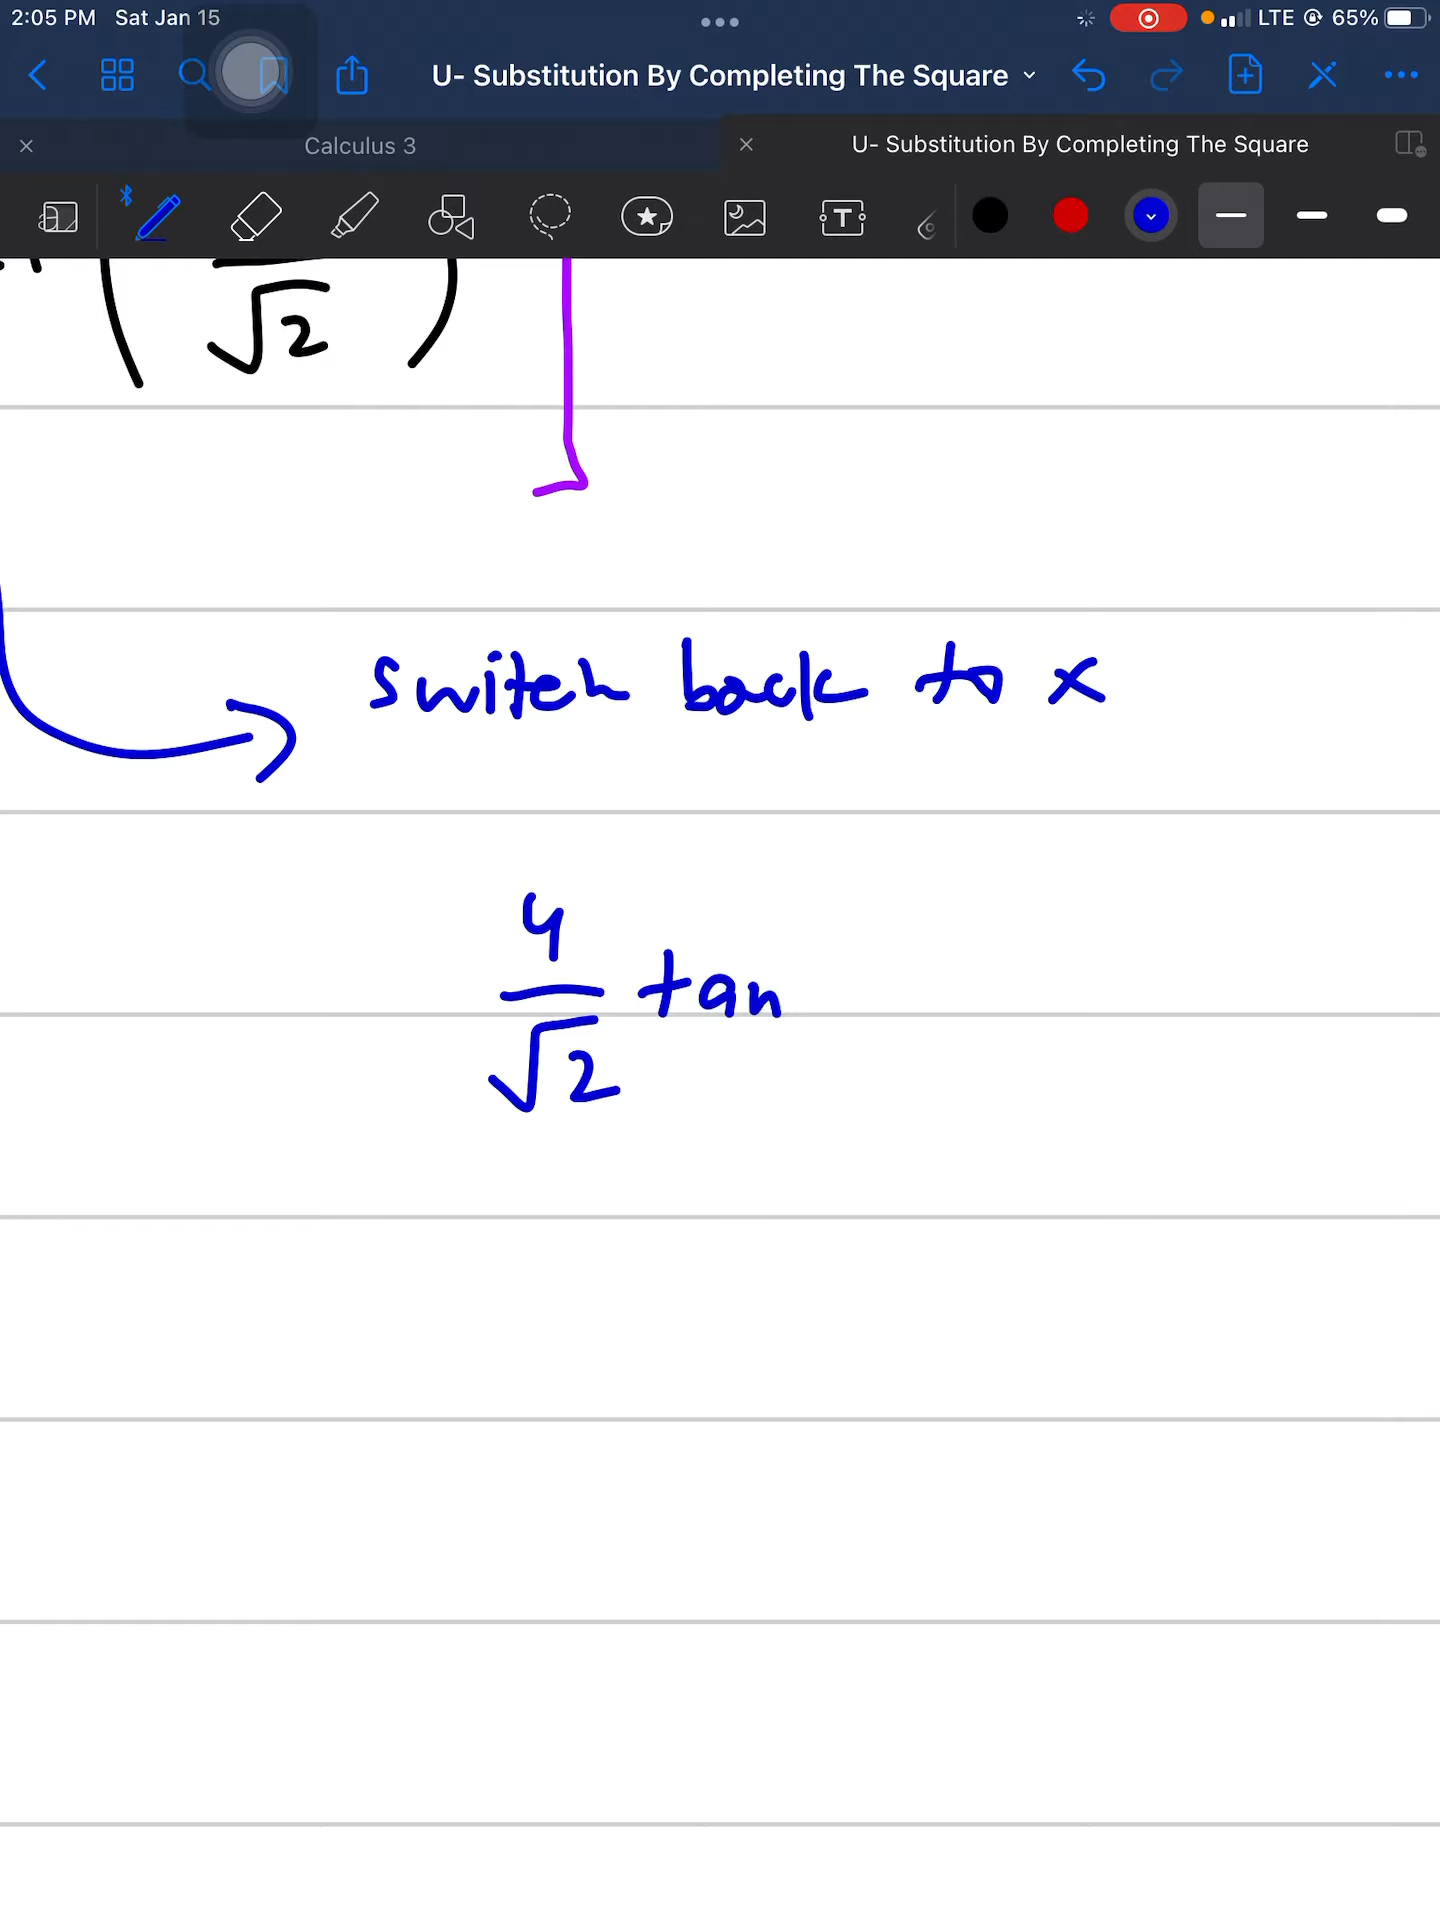 2:05 PM Sat Jan 15
LTE 65%
U- Substitution By Completing The Square
Calculus 3
U- Substitution By Completing The Square
T
( √2 )
switch back to x
4
tan
√2